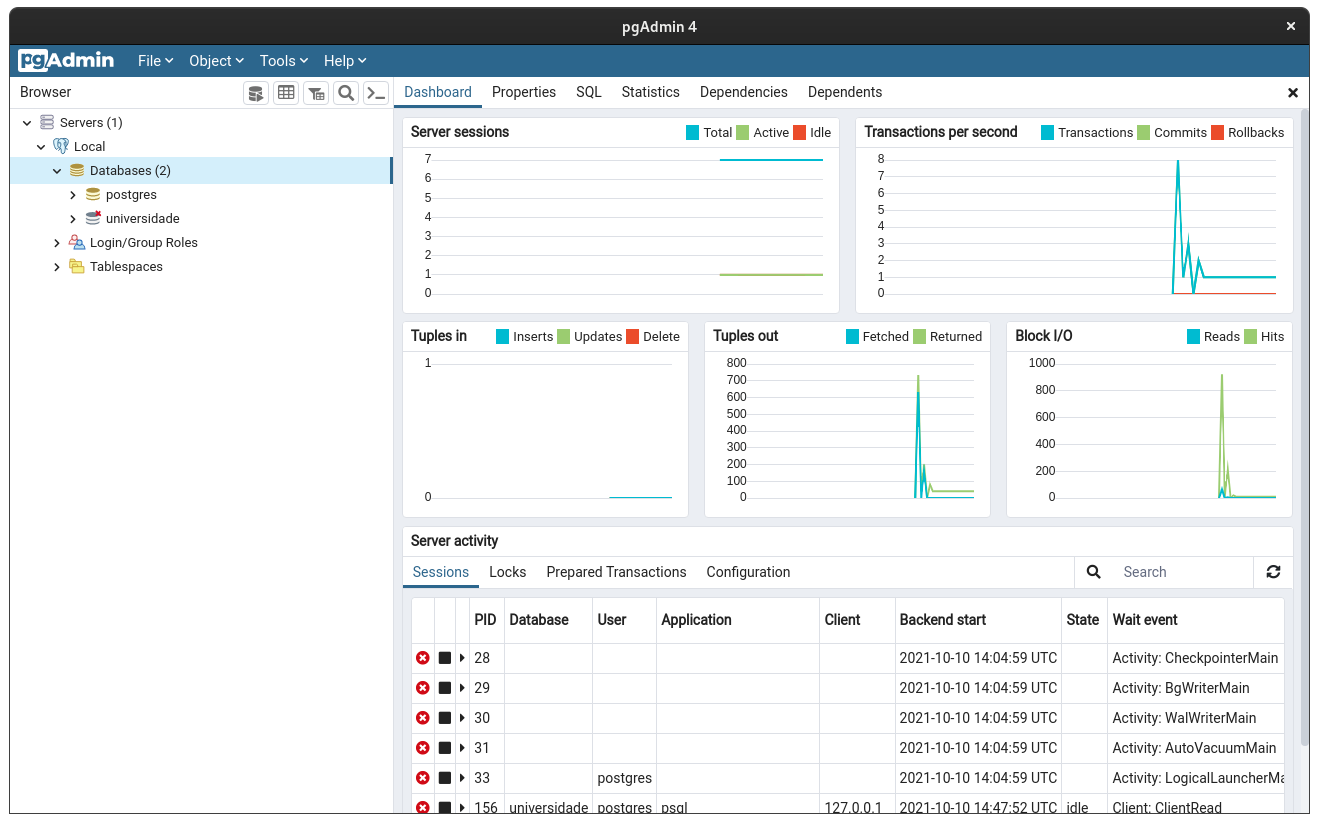 pgAdmin 4
pgAdmin File Object Tools Help
Browser
Dashboard Properties SQL Statistics Dependencies Dependents
Servers (1)
Local
Databases (2)
postgres
universidade
Login/Group Roles
Tablespaces
Server sessions Total Active Idle
7
6
5
4
3
2
1
0
Transactions per second Transactions Commits Rollbacks
8
7
6
5
4
3
2
1
0
Tuples in Inserts Updates Delete
1
0
Tuples out Fetched Returned
800
700
600
500
400
300
200
100
0
Block I/O Reads Hits
1000
800
600
400
200
0
Server activity
Sessions Locks Prepared Transactions Configuration Search
PID Database User Application Client Backend start State Wait event
28 2021-10-10 14:04:59 UTC Activity: CheckpointerMain
29 2021-10-10 14:04:59 UTC Activity: BgWriterMain
30 2021-10-10 14:04:59 UTC Activity: WalWriterMain
31 2021-10-10 14:04:59 UTC Activity: AutoVacuumMain
33 postgres 2021-10-10 14:04:59 UTC Activity: LogicalLauncherMa
156 universidade postgres psql 127.0.0.1 2021-10-10 14:47:52 UTC idle Client: ClientRead